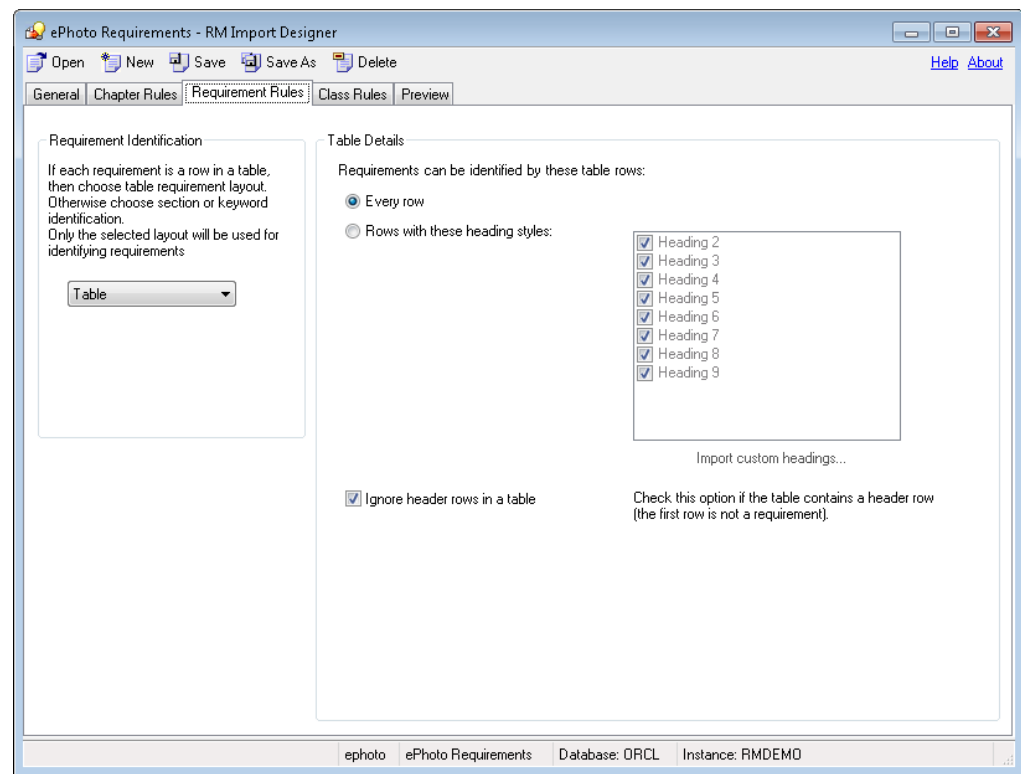 ePhoto Requirements - RM Import Designer
Open New Save Save As Delete Help About
General Chapter Rules Requirement Rules Class Rules Preview
Requirement Identification
If each requirement is a row in a table,
then choose table requirement layout.
Otherwise choose section or keyword
identification.
Only the selected layout will be used for
identifying requirements
Table
Table Details
Requirements can be identified by these table rows:
Every row
Rows with these heading styles:
Heading 2
Heading 3
Heading 4
Heading 5
Heading 6
Heading 7
Heading 8
Heading 9
Import custom headings...
Ignore header rows in a table
Check this option if the table contains a header row
(the first row is not a requirement).
ephoto ePhoto Requirements Database: ORCL Instance: RMDEMO